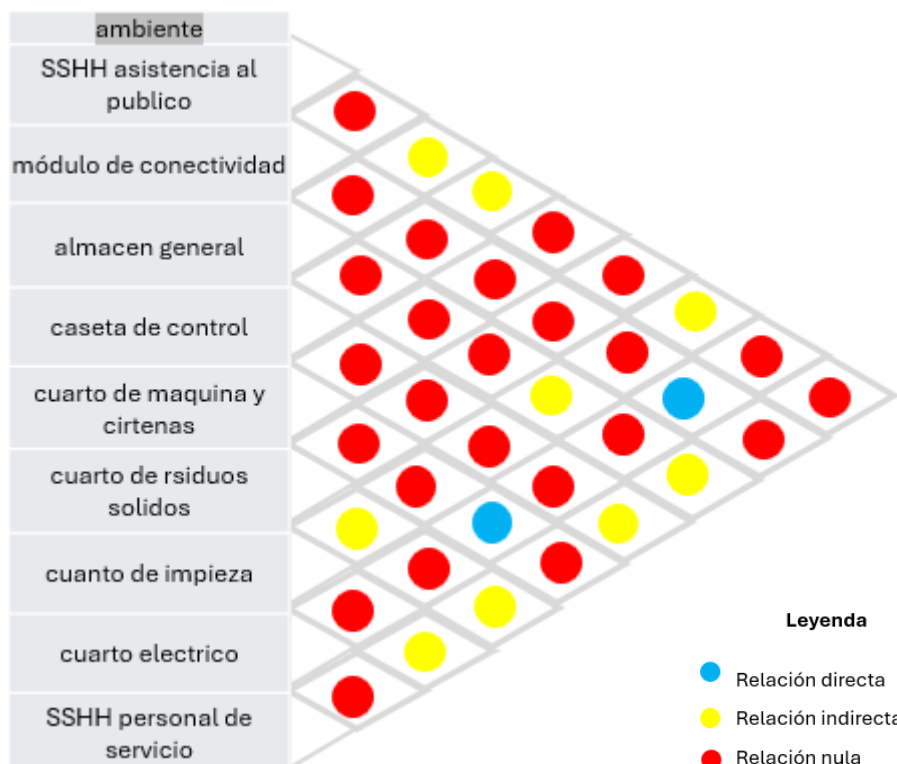 ambiente
SSHH asistencia al
publico
módulo de conectividad
almacen general
caseta de control
cuarto de maquina y
cirtenas
cuarto de rsiduos
solidos
cuanto de impieza
cuarto electrico
SSHH personal de
servicio
Leyenda
Relación directa
Relación indirecta
Relación nula